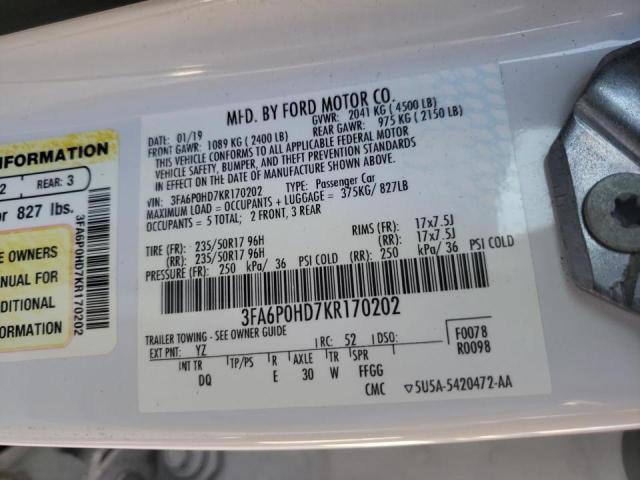 MFD. BY FORD MOTOR CO.
DATE: 01/19 GVWR: 2041 KG ( 4500 LB)
FRONT GAWR: 1089 KG ( 2400 LB) REAR GAWR: 975 KG ( 2150 LB)
THIS VEHICLE CONFORMS TO ALL APPLICABLE FEDERAL MOTOR
VEHICLE SAFETY, BUMPER, AND THEFT PREVENTION STANDARDS
IN EFFECT ON THE DATE OF MANUFACTURE SHOWN ABOVE.
VIN: 3FA6P0HD7KR170202 TYPE: Passenger Car
MAXIMUM LOAD = OCCUPANTS + LUGGAGE = 375KG/ 827LB
OCCUPANTS = 5 TOTAL; 2 FRONT, 3 REAR
TIRE (FR): 235/50R17 96H RIMS (FR): 17x7.5J
(RR): 235/50R17 96H (RR): 17x7.5J
PRESSURE (FR): 250 kPa/ 36 PSI COLD (RR): 250 kPa/ 36 PSI COLD
3FA6P0HD7KR170202
TRAILER TOWING - SEE OWNER GUIDE
EXT PNT: YZ RC: 52 DSO: F0078
INT TR TP/PS R AXLE TR SPR R0098
DQ E 30 W FFGG
CMC 5U5A-5420472-AA
INFORMATION
2 REAR: 3
or 827 lbs.
3FA6P0HD7KR170202
E OWNERS
NUAL FOR
DITIONAL
ORMATION